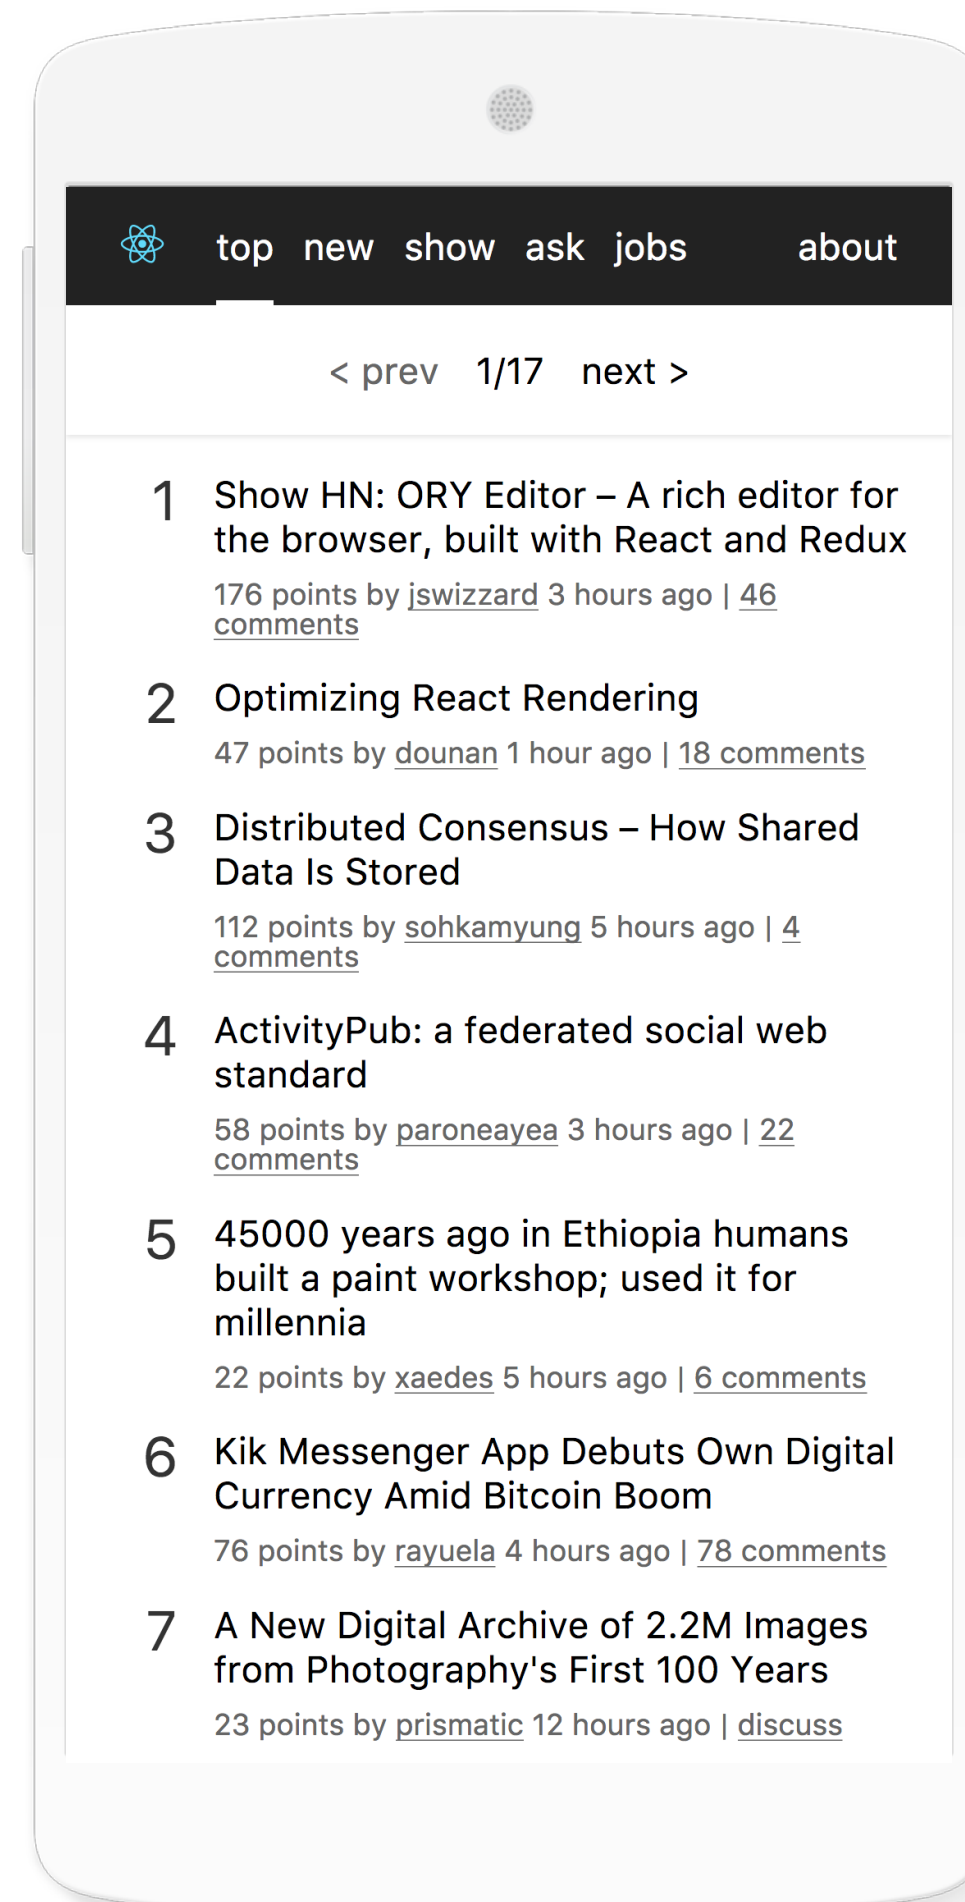 top new show ask jobs about
< prev 1/17 next >
1 Show HN: ORY Editor – A rich editor for
the browser, built with React and Redux
176 points by jswizzard 3 hours ago | 46
comments
2 Optimizing React Rendering
47 points by dounan 1 hour ago | 18 comments
3 Distributed Consensus – How Shared
Data Is Stored
112 points by sohkamyung 5 hours ago | 4
comments
4 ActivityPub: a federated social web
standard
58 points by paroneayea 3 hours ago | 22
comments
5 45000 years ago in Ethiopia humans
built a paint workshop; used it for
millennia
22 points by xaedes 5 hours ago | 6 comments
6 Kik Messenger App Debuts Own Digital
Currency Amid Bitcoin Boom
76 points by rayuela 4 hours ago | 78 comments
7 A New Digital Archive of 2.2M Images
from Photography's First 100 Years
23 points by prismatic 12 hours ago | discuss